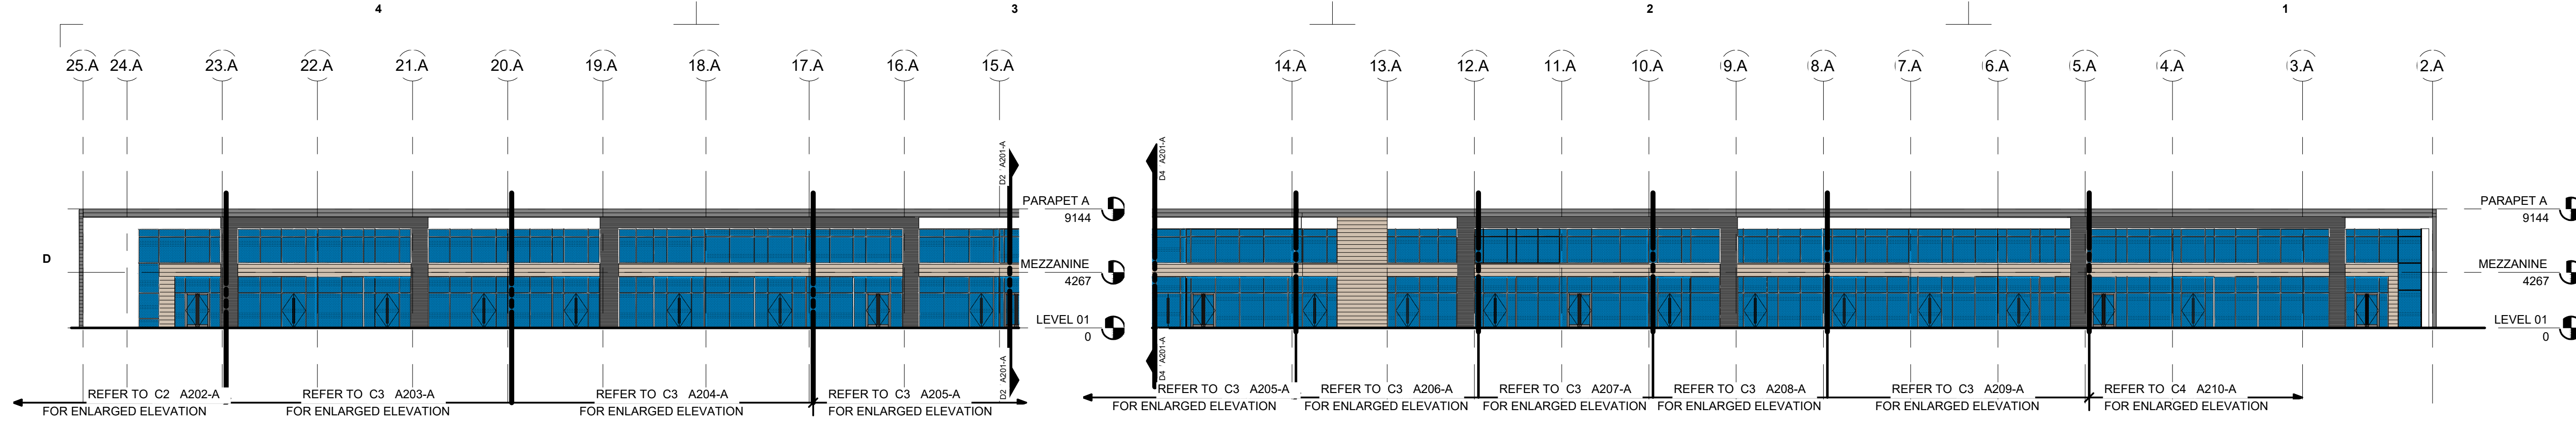 4 3 2 1
25.A 24.A 23.A 22.A 21.A 20.A 19.A 18.A 17.A 16.A 15.A 14.A 13.A 12.A 11.A 10.A 9.A 8.A 7.A 6.A 5.A 4.A 3.A 2.A
D2 A201-A
D4 A201-A
PARAPET A
9144
PARAPET A
9144
D
MEZZANINE
4267
MEZZANINE
4267
LEVEL 01
0
LEVEL 01
0
D2 A201-A
D4 A201-A
REFER TO C2 A202-A
FOR ENLARGED ELEVATION
REFER TO C3 A203-A
FOR ENLARGED ELEVATION
REFER TO C3 A204-A
FOR ENLARGED ELEVATION
REFER TO C3 A205-A
FOR ENLARGED ELEVATION
REFER TO C3 A205-A
FOR ENLARGED ELEVATION
REFER TO C3 A206-A
FOR ENLARGED ELEVATION
REFER TO C3 A207-A
FOR ENLARGED ELEVATION
REFER TO C3 A208-A
FOR ENLARGED ELEVATION
REFER TO C3 A209-A
FOR ENLARGED ELEVATION
REFER TO C4 A210-A
FOR ENLARGED ELEVATION